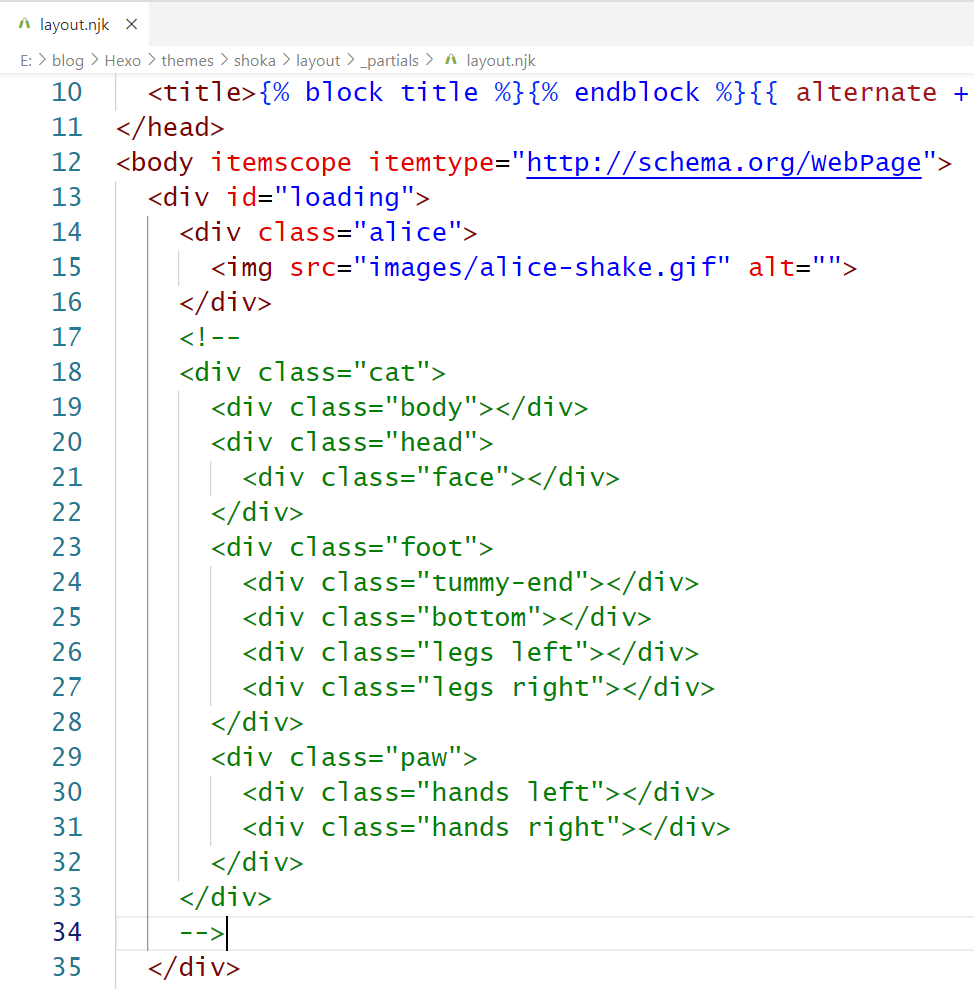 layout.njk ×
E: > blog > Hexo > themes > shoka > layout > _partials > layout.njk
10 <title>{% block title %}{% endblock %}{{ alternate +
11 </head>
12 <body itemscope itemtype="http://schema.org/WebPage">
13 <div id="loading">
14 <div class="alice">
15 <img src="images/alice-shake.gif" alt="">
16 </div>
17 <!--
18 <div class="cat">
19 <div class="body"></div>
20 <div class="head">
21 <div class="face"></div>
22 </div>
23 <div class="foot">
24 <div class="tummy-end"></div>
25 <div class="bottom"></div>
26 <div class="legs left"></div>
27 <div class="legs right"></div>
28 </div>
29 <div class="paw">
30 <div class="hands left"></div>
31 <div class="hands right"></div>
32 </div>
33 </div>
34 -->
35 </div>